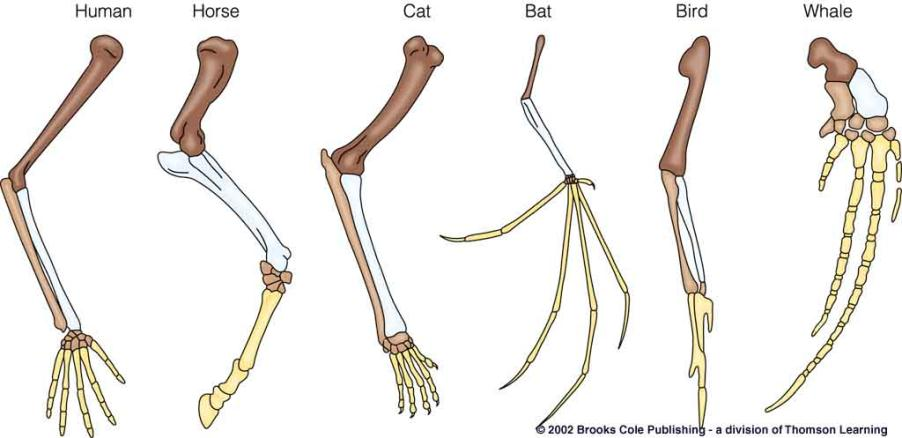 Human Horse Cat Bat Bird Whale
© 2002 Brooks Cole Publishing - a division of Thomson Learning